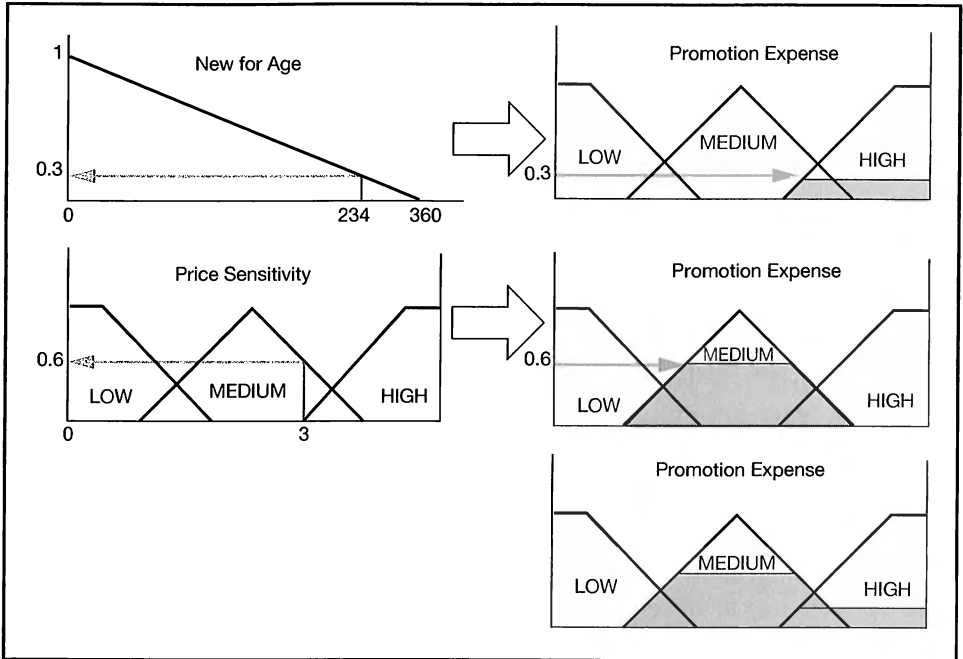 1
New for Age
0.3
0
234
360
Promotion Expense
LOW
MEDIUM
HIGH
0.3
Price Sensitivity
0.6
LOW
MEDIUM
HIGH
0
3
Promotion Expense
0.6
MEDIUM
LOW
HIGH
Promotion Expense
MEDIUM
LOW
HIGH